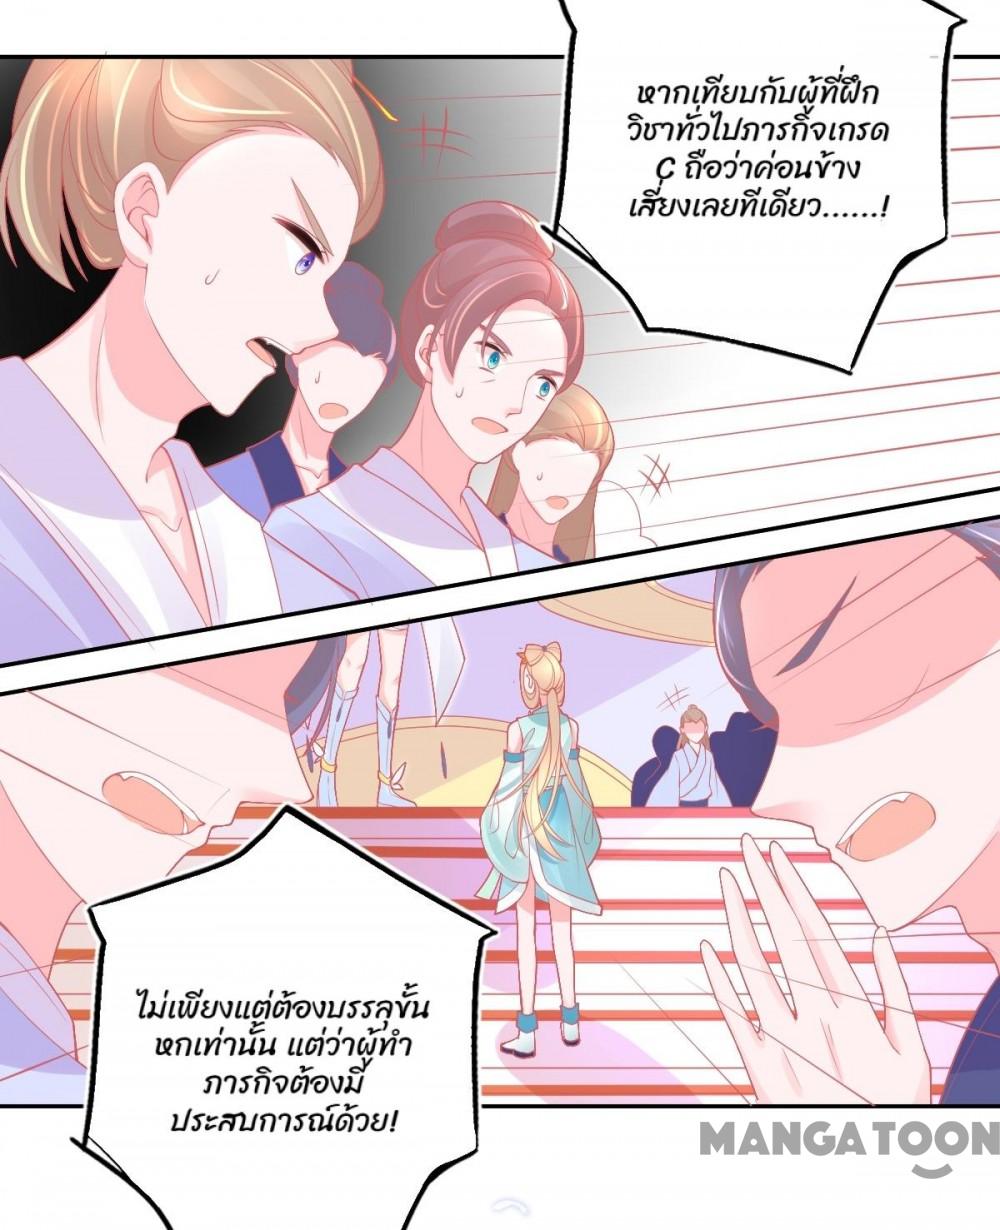 หากเทียบกับผู้ที่ฝึก
วิชาทั่วไปภารกิจเกรด
C ถือว่าค่อนข้าง
เสี่ยงเลยทีเดียว......!
ไม่เพียงแต่ต้องบรรลุขั้น
หกเท่านั้น แต่ว่าผู้ทำ
ภารกิจต้องมี
ประสบการณ์ด้วย!
MANGATOON